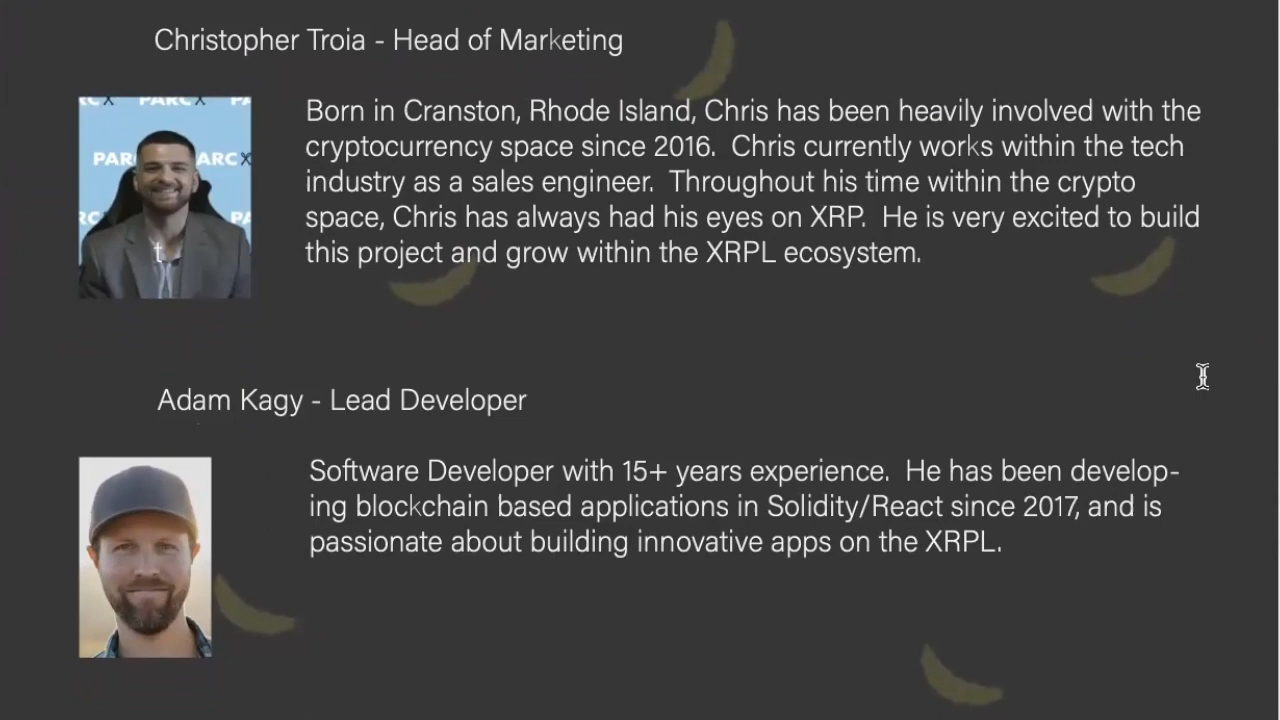 Christopher Troia - Head of Marketing
PARC X PARC X
Born in Cranston, Rhode Island, Chris has been heavily involved with the
cryptocurrency space since 2016.  Chris currently works within the tech
industry as a sales engineer.  Throughout his time within the crypto
space, Chris has always had his eyes on XRP.  He is very excited to build
this project and grow within the XRPL ecosystem.
t
Adam Kagy - Lead Developer
Software Developer with 15+ years experience.  He has been develop-
ing blockchain based applications in Solidity/React since 2017, and is
passionate about building innovative apps on the XRPL.